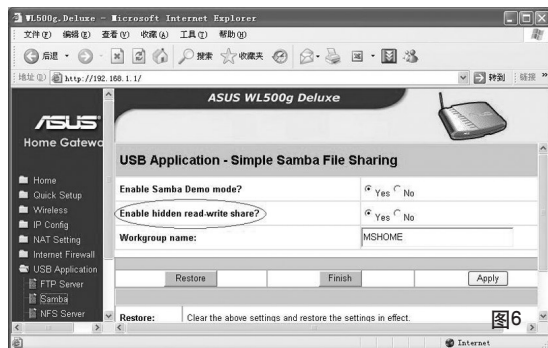 WL500g.Deluxe - Microsoft Internet Explorer
文件(F) 编辑(E) 查看(V) 收藏(A) 工具(T) 帮助(H)
后退 搜索 收藏夹
地址(D) http://192.168.1.1/ 转到 链接 »
ASUS WL500g Deluxe
ASUS
Home Gatewa
USB Application - Simple Samba File Sharing
Home
Quick Setup
Wireless
IP Config
NAT Setting
Internet Firewall
USB Application
FTP Server
Samba
NFS Server
Enable Samba Demo mode? Yes No
Enable hidden read-write share? Yes No
Workgroup name: MSHOME
Restore Finish Apply
Restore: Clear the above settings and restore the settings in effect.
图6
Internet